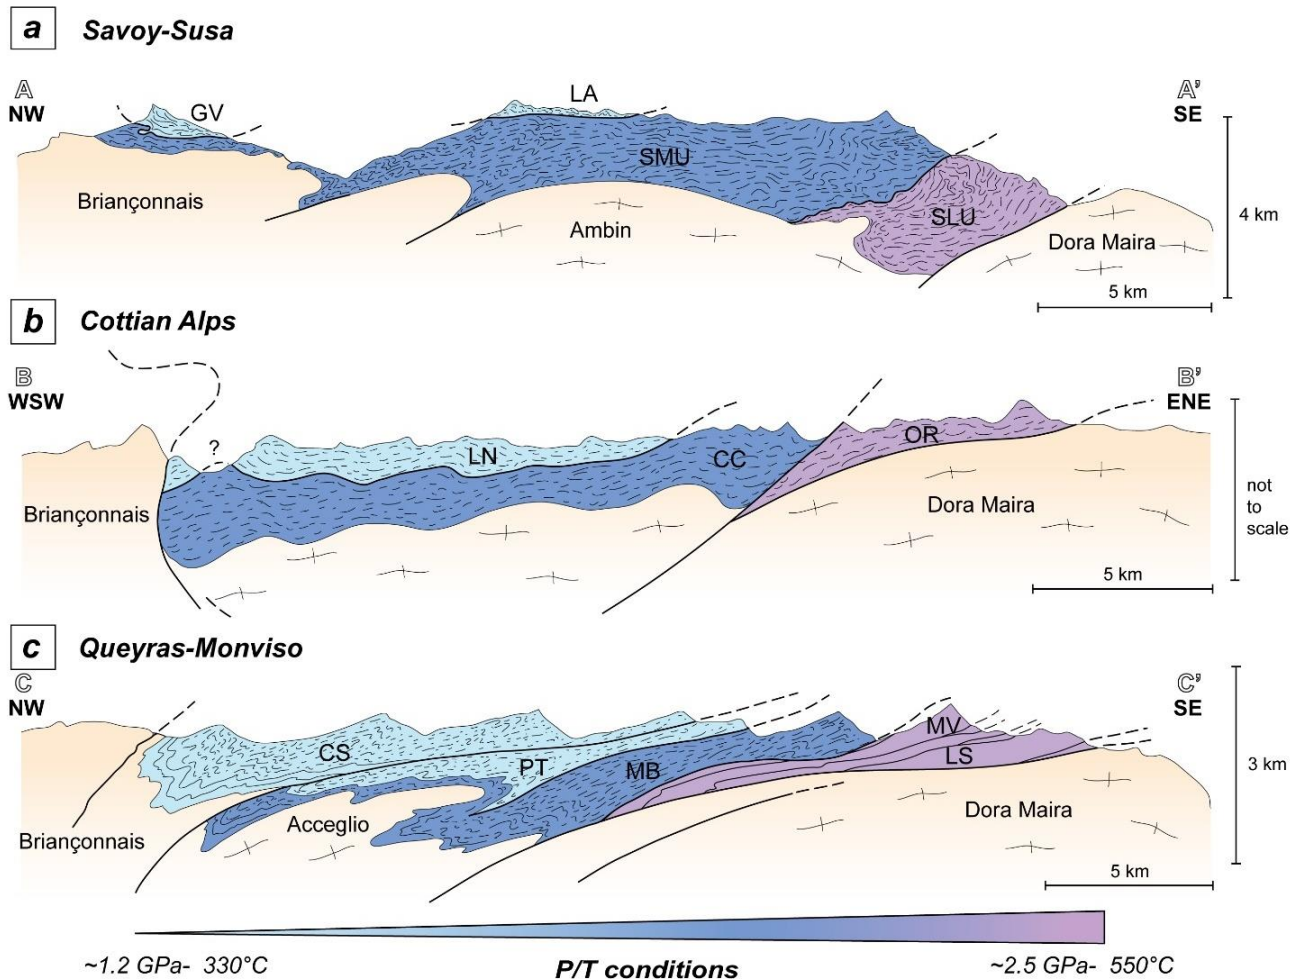 a Savoy-Susa
A
NW
GV
LA
A'
SE
SMU
Briançonnais
SLU
Ambin
Dora Maira
4 km
5 km
b Cottian Alps
B
WSW
B'
ENE
?
LN
CC
OR
Briançonnais
Dora Maira
not
to
scale
5 km
c Queyras-Monviso
C
NW
C'
SE
CS
PT
MB
MV
LS
3 km
Acceglio
Briançonnais
Dora Maira
5 km
~1.2 GPa- 330°C
P/T conditions
~2.5 GPa- 550°C